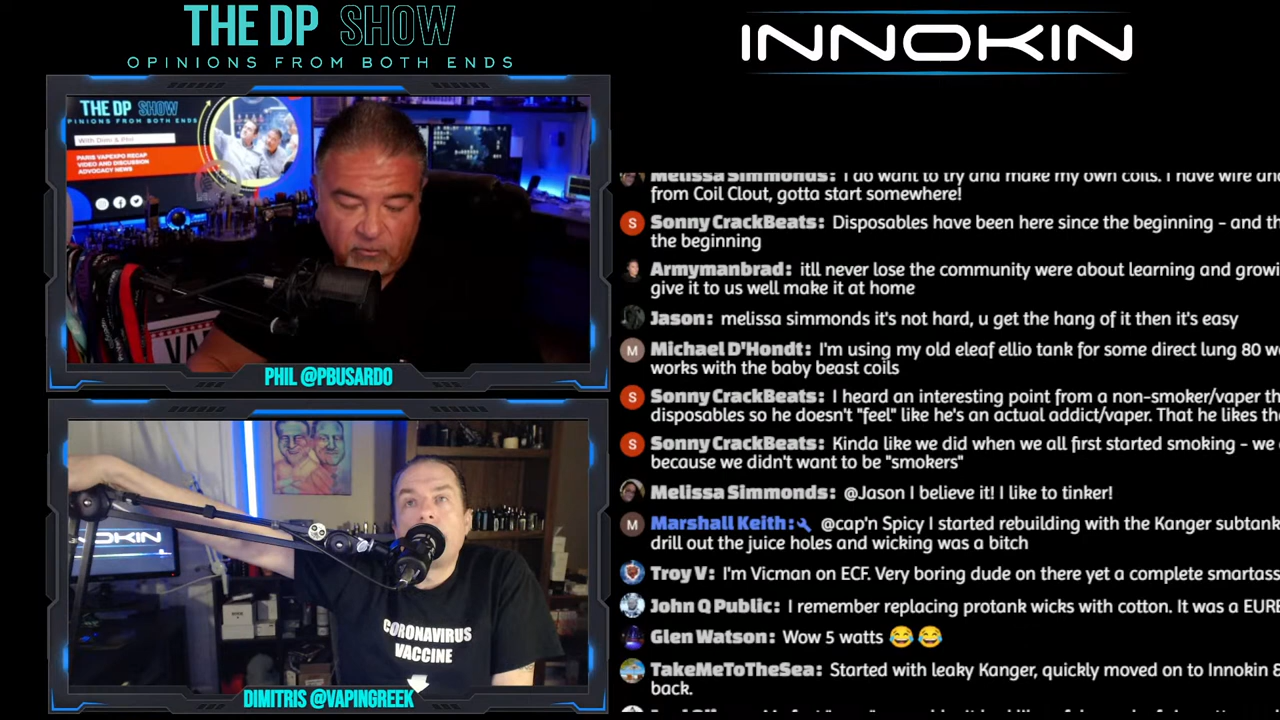 THE DP SHOW
OPINIONS FROM BOTH ENDS
INNOKIN
THE DP SHOW
PINIONS FROM BOTH ENDS
With Dimi & Phil
PARIS VAPEXPO RECAP
VIDEO AND DISCUSSION
ADVOCACY NEWS
VA
PHIL @PBUSARDO
NOKIN
CORONAVIRUS
VACCINE
DIMITRIS @VAPINGREEK
Melissa Simmonds: I do want to try and make my own coils. I have wire and
from Coil Clout, gotta start somewhere!
S Sonny CrackBeats: Disposables have been here since the beginning - and th
the beginning
Armymanbrad: itll never lose the community were about learning and growi
give it to us well make it at home
Jason: melissa simmonds it's not hard, u get the hang of it then it's easy
M Michael D'Hondt: I'm using my old eleaf ellio tank for some direct lung 80 w
works with the baby beast coils
S Sonny CrackBeats: I heard an interesting point from a non-smoker/vaper th
disposables so he doesn't "feel" like he's an actual addict/vaper. That he likes the
S Sonny CrackBeats: Kinda like we did when we all first started smoking - we
because we didn't want to be "smokers"
Melissa Simmonds: @Jason I believe it! I like to tinker!
M Marshall Keith: @cap'n Spicy I started rebuilding with the Kanger subtank
drill out the juice holes and wicking was a bitch
Troy V: I'm Vicman on ECF. Very boring dude on there yet a complete smartass
John Q Public: I remember replacing protank wicks with cotton. It was a EURE
Glen Watson: Wow 5 watts 😂😂
TakeMeToTheSea: Started with leaky Kanger, quickly moved on to Innokin &
back.